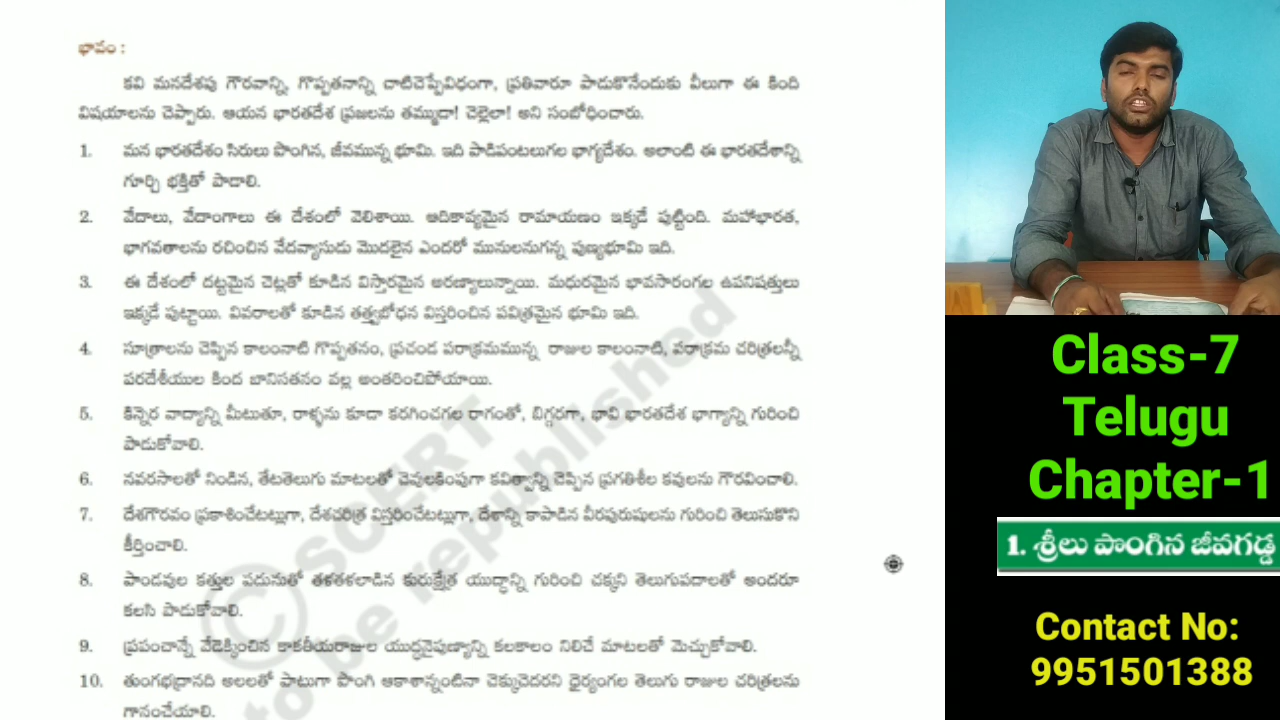 భావం :
కవి మనదేశపు గౌరవాన్ని, గొప్పతనాన్ని చాటిచెప్పేవిధంగా, ప్రతివారూ పాడుకొనేందుకు వీలుగా ఈ కింది
విషయాలను చెప్పారు. ఆయన భారతదేశ ప్రజలను తమ్ముడా! చెల్లెలా! అని సంబోధించారు.
1. మన భారతదేశం సిరులు పొంగిన, జీవమున్న భూమి. ఇది పాడిపంటలుగల భాగ్యదేశం. అలాంటి ఈ భారతదేశాన్ని
గూర్చి భక్తితో పాడాలి.
2. వేదాలు, వేదాంగాలు ఈ దేశంలో వెలిశాయి. ఆదికావ్యమైన రామాయణం ఇక్కడే పుట్టింది. మహాభారత,
భాగవతాలను రచించిన వేదవ్యాసుడు మొదలైన ఎందరో మునులనుగన్న పుణ్యభూమి ఇది.
3. ఈ దేశంలో దట్టమైన చెట్లతో కూడిన విస్తారమైన అరణ్యాలున్నాయి. మధురమైన భావసారంగల ఉపనిషత్తులు
ఇక్కడే పుట్టాయి. వివరాలతో కూడిన తత్త్వబోధన విస్తరించిన పవిత్రమైన భూమి ఇది.
4. సూత్రాలను చెప్పిన కాలంనాటి గొప్పతనం, ప్రచండ పరాక్రమమున్న రాజుల కాలంనాటి, పరాక్రమ చరిత్రలన్నీ
పరదేశీయుల కింద బానిసతనం వల్ల అంతరించిపోయాయి.
5. కిన్నెర వాద్యాన్ని మీటుతూ, రాళ్ళను కూడా కరగించగల రాగంతో, బిగ్గరగా, భావి భారతదేశ భాగ్యాన్ని గురించి
పాడుకోవాలి.
6. నవరసాలతో నిండిన, తేటతెలుగు మాటలతో చెవులకింపుగా కవిత్వాన్ని చెప్పిన ప్రగతిశీల కవులను గౌరవించాలి.
7. దేశగౌరవం ప్రకాశించేటట్లుగా, దేశచరిత్ర విస్తరించేటట్లుగా, దేశాన్ని కాపాడిన వీరపురుషులను గురించి తెలుసుకొని
కీర్తించాలి.
8. పాండవుల కత్తుల పదునుతో తళతళలాడిన కురుక్షేత్ర యుద్ధాన్ని గురించి చక్కని తెలుగుపదాలతో అందరూ
కలసి పాడుకోవాలి.
9. ప్రపంచాన్నే వేడెక్కించిన కాకతీయరాజుల యుద్ధనైపుణ్యాన్ని కలకాలం నిలిచే మాటలతో మెచ్చుకోవాలి.
10. తుంగభద్రానది అలలతో పాటుగా పొంగి ఆకాశాన్నంటినా చెక్కుచెదరని ధైర్యంగల తెలుగు రాజుల చరిత్రలను
గానంచేయాలి.
© SCERT
to be republished
Class-7
Telugu
Chapter-1
1. శ్రీలు పొంగిన జీవగడ్డ
Contact No:
9951501388